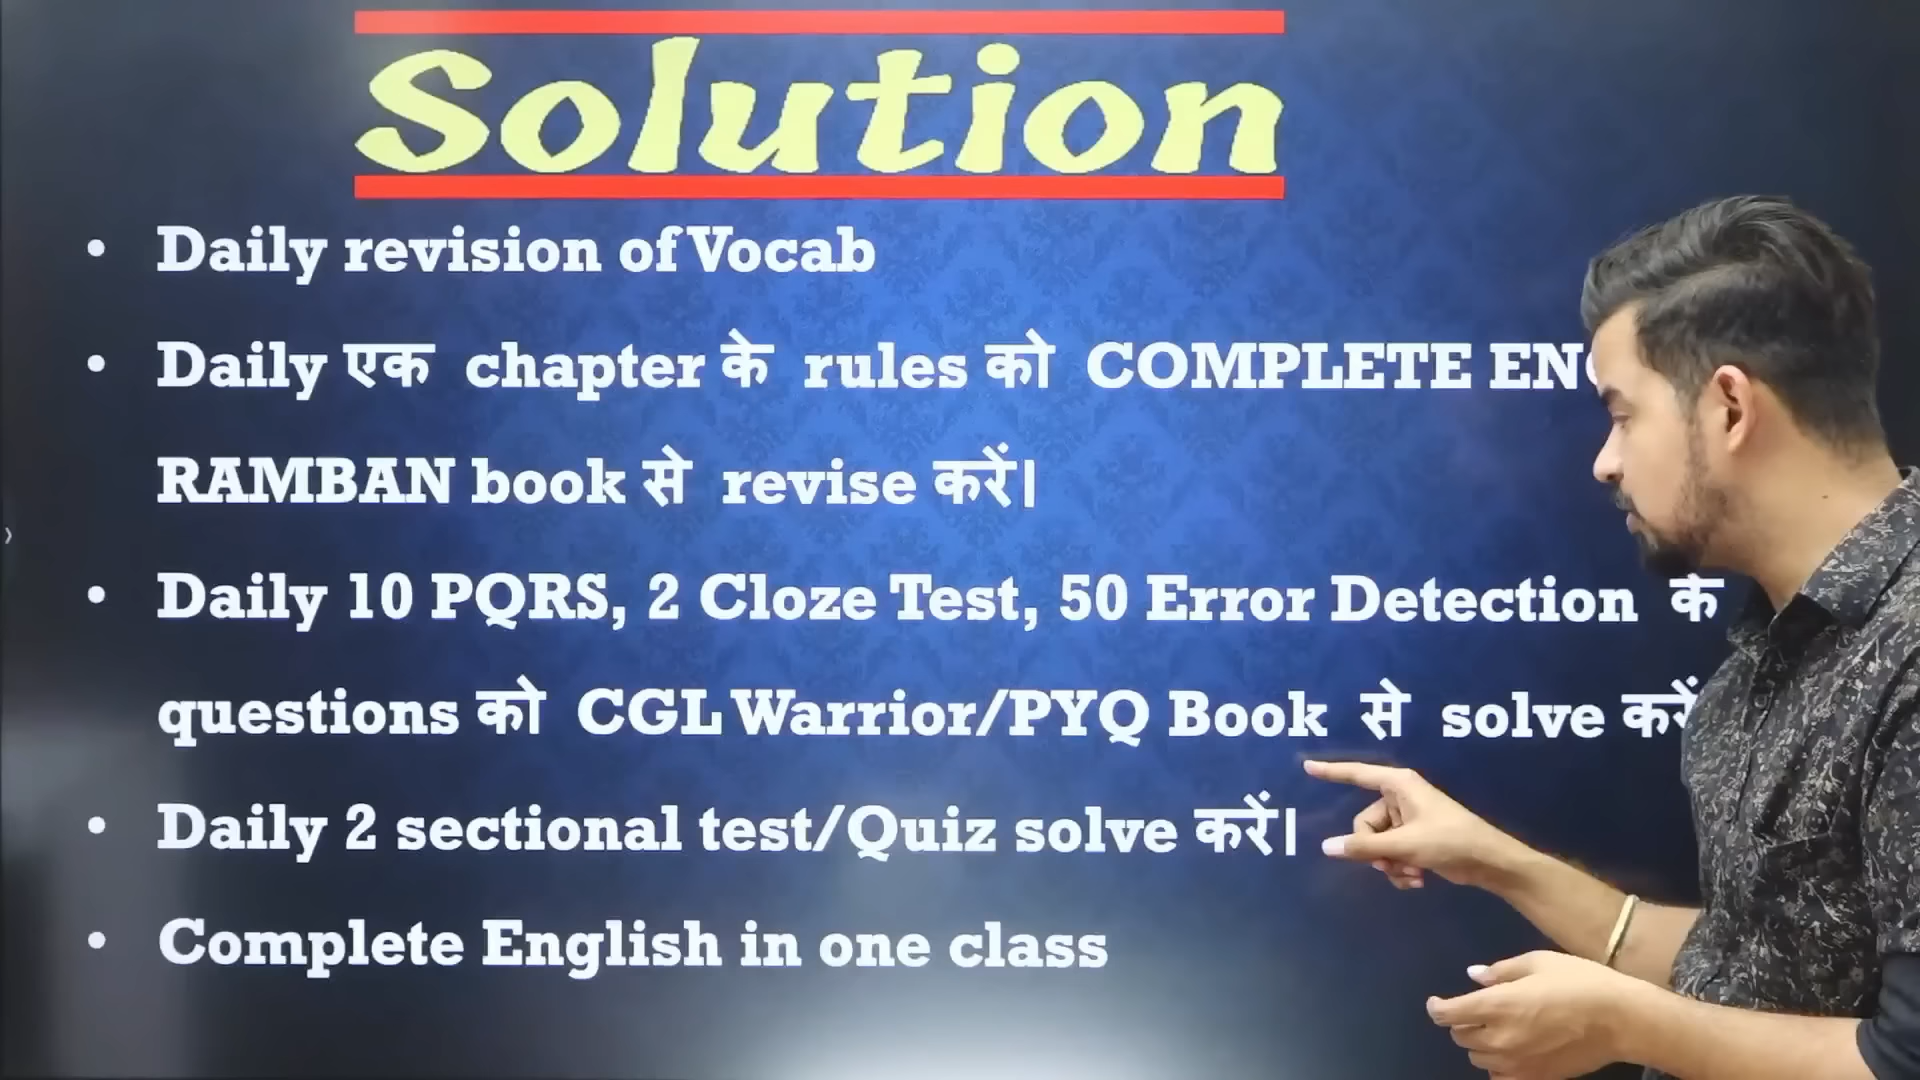 Solution
• Daily revision of Vocab
• Daily एक chapter के rules को COMPLETE
RAMBAN book से revise करें।
• Daily 10 PQRS, 2 Cloze Test, 50 Error Detection के
questions को CGL Warrior/PYQ Book से solve करें
• Daily 2 sectional test/Quiz solve करें।
• Complete English in one class